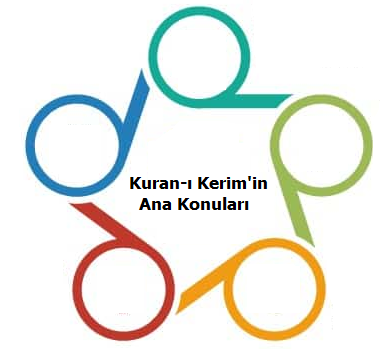 Kuran-ı Kerim'in
Ana Konuları